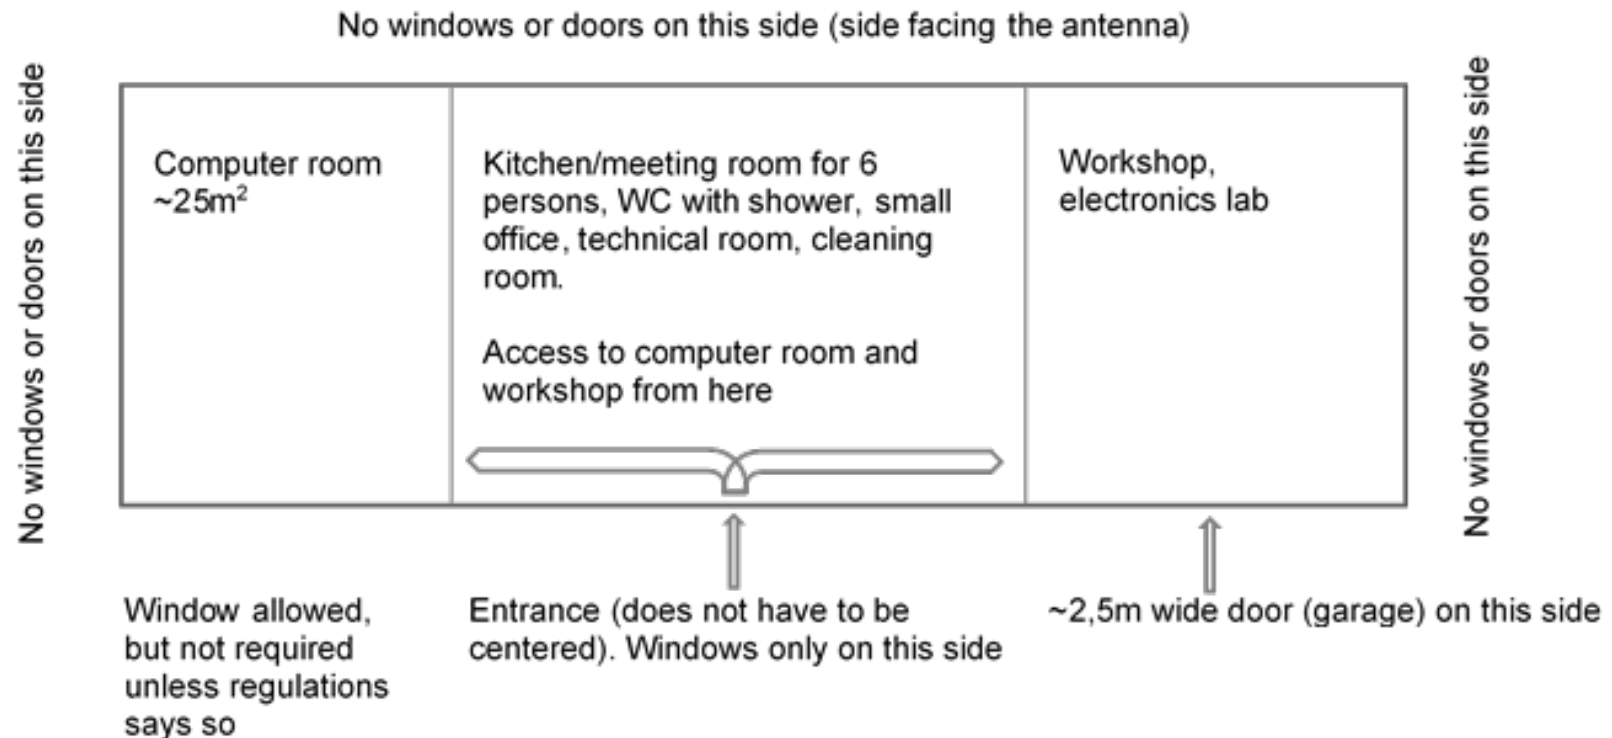 No windows or doors on this side (side facing the antenna)
No windows or doors on this side
Computer room
~25m²
Kitchen/meeting room for 6
persons, WC with shower, small
office, technical room, cleaning
room.
Access to computer room and
workshop from here
Workshop,
electronics lab
No windows or doors on this side
Window allowed,
but not required
unless regulations
says so
Entrance (does not have to be
centered). Windows only on this side
~2,5m wide door (garage) on this side